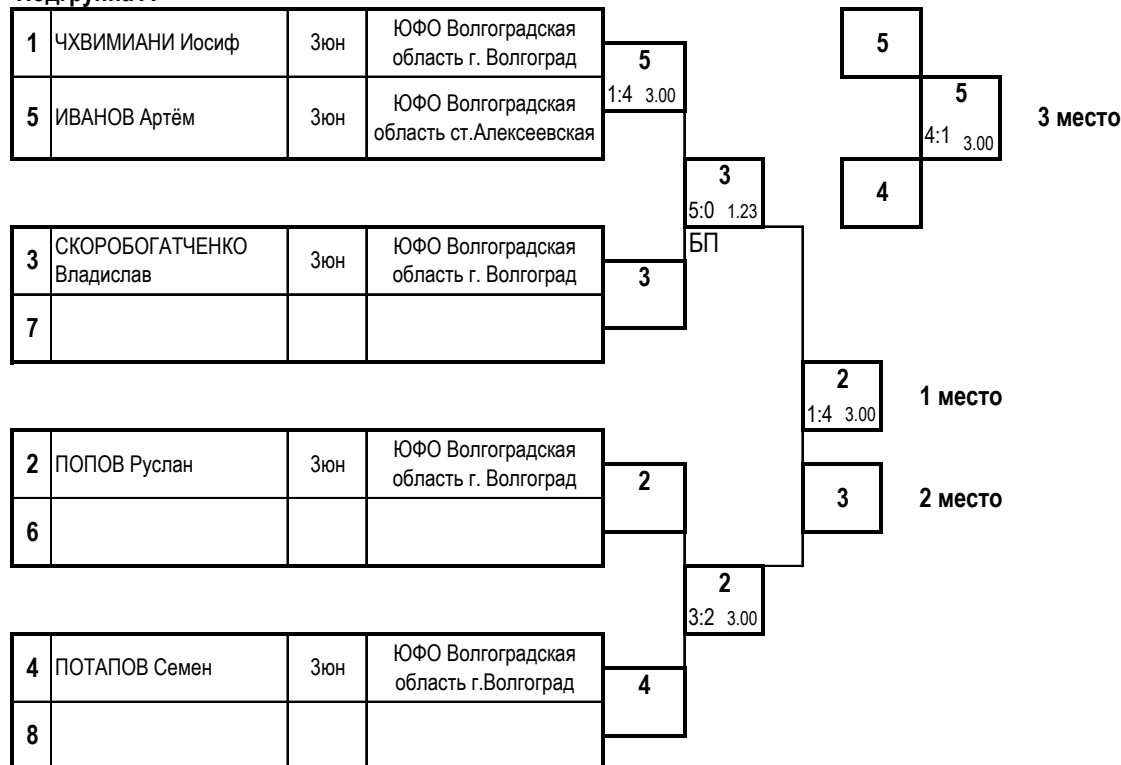 1 ЧХВИМИАНИ Иосиф 3юн ЮФО Волгоградская
область г. Волгоград
5
1:4 3.00
5 ИВАНОВ Артём 3юн ЮФО Волгоградская
область ст.Алексеевская
5
5
4:1 3.00
3 место
4
3
5:0 1.23
БП
3 СКОРОБОГАТЧЕНКО
Владислав
3юн ЮФО Волгоградская
область г. Волгоград
3
7
2
1:4 3.00
1 место
2 ПОПОВ Руслан 3юн ЮФО Волгоградская
область г. Волгоград
2
3
2 место
6
2
3:2 3.00
4 ПОТАПОВ Семен 3юн ЮФО Волгоградская
область г.Волгоград
4
8